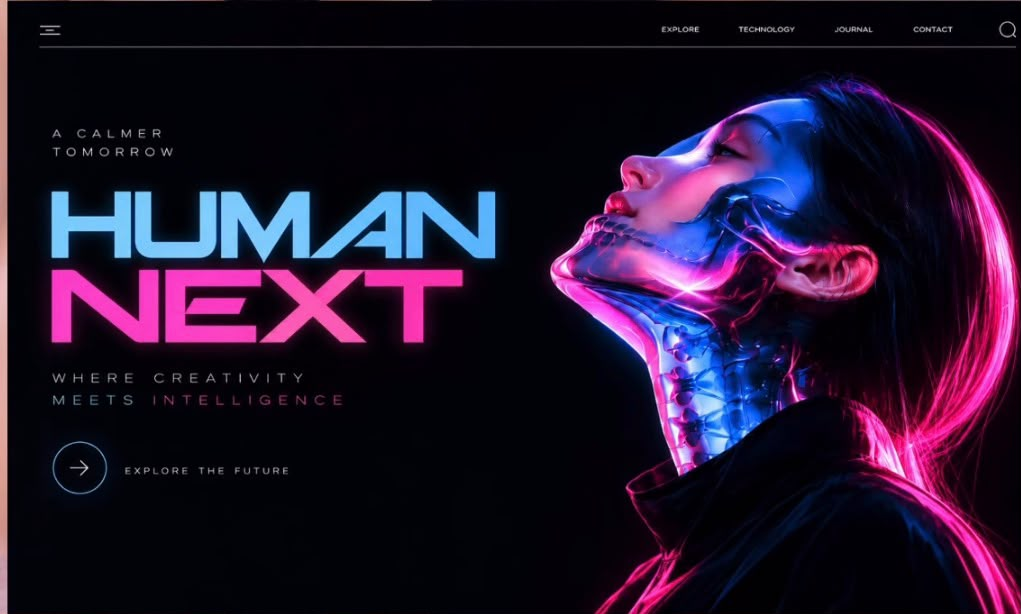 EXPLORE TECHNOLOGY JOURNAL CONTACT
A CALMER
TOMORROW
HUMAN
NEXT
WHERE CREATIVITY
MEETS INTELLIGENCE
EXPLORE THE FUTURE